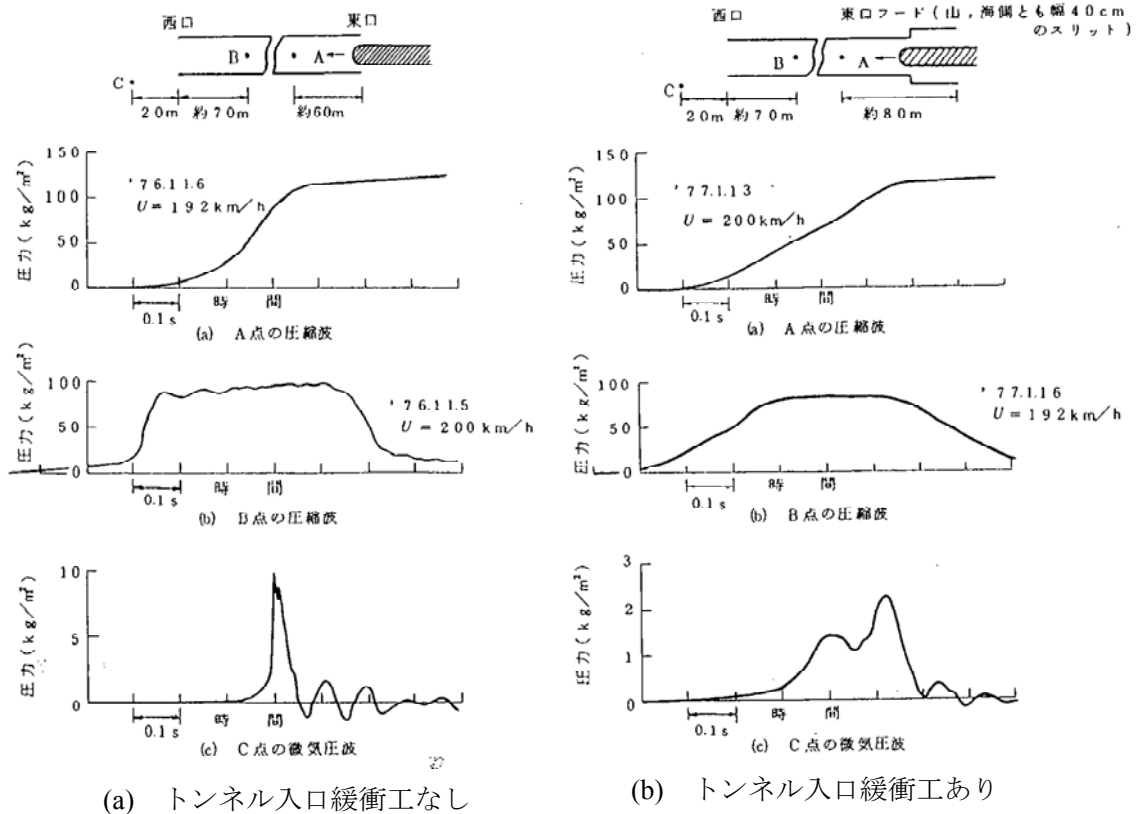 西口
東口
B
A
C
20m
約70m
約60m
圧力(kg/m²)
150
100
50
0
'76.11.6
U = 192km/h
0.1 s
時間
(a) A点の圧縮波
圧力(kg/m²)
100
50
0
'76.11.5
U = 200km/h
0.1 s
時間
(b) B点の圧縮波
圧力(kg/m²)
10
5
0
0.1 s
時間
(c) C点の微気圧波
(a) トンネル入口緩衝工なし
西口
東口フード(山,海側とも幅40cm
のスリット)
B
A
C
20m
約70m
約80m
圧力(kg/m²)
150
100
50
0
'77.1.13
U = 200km/h
0.1 s
時間
(a) A点の圧縮波
圧力(kg/m²)
100
50
0
'77.1.16
U = 192km/h
0.1 s
時間
(b) B点の圧縮波
圧力(kg/m²)
3
2
1
0
0.1 s
時間
(c) C点の微気圧波
(b) トンネル入口緩衝工あり